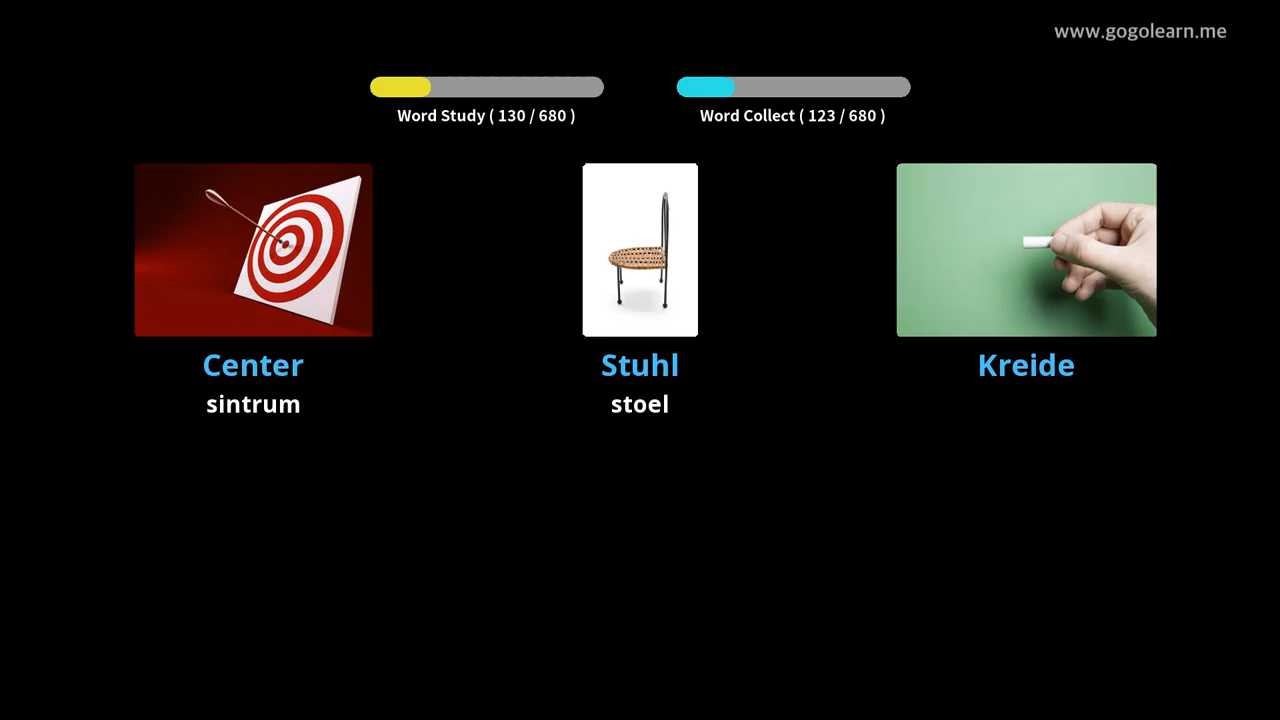 www.gogolearn.me
Word Study ( 130 / 680 )
Word Collect ( 123 / 680 )
Center
Stuhl
Kreide
sintrum
stoel